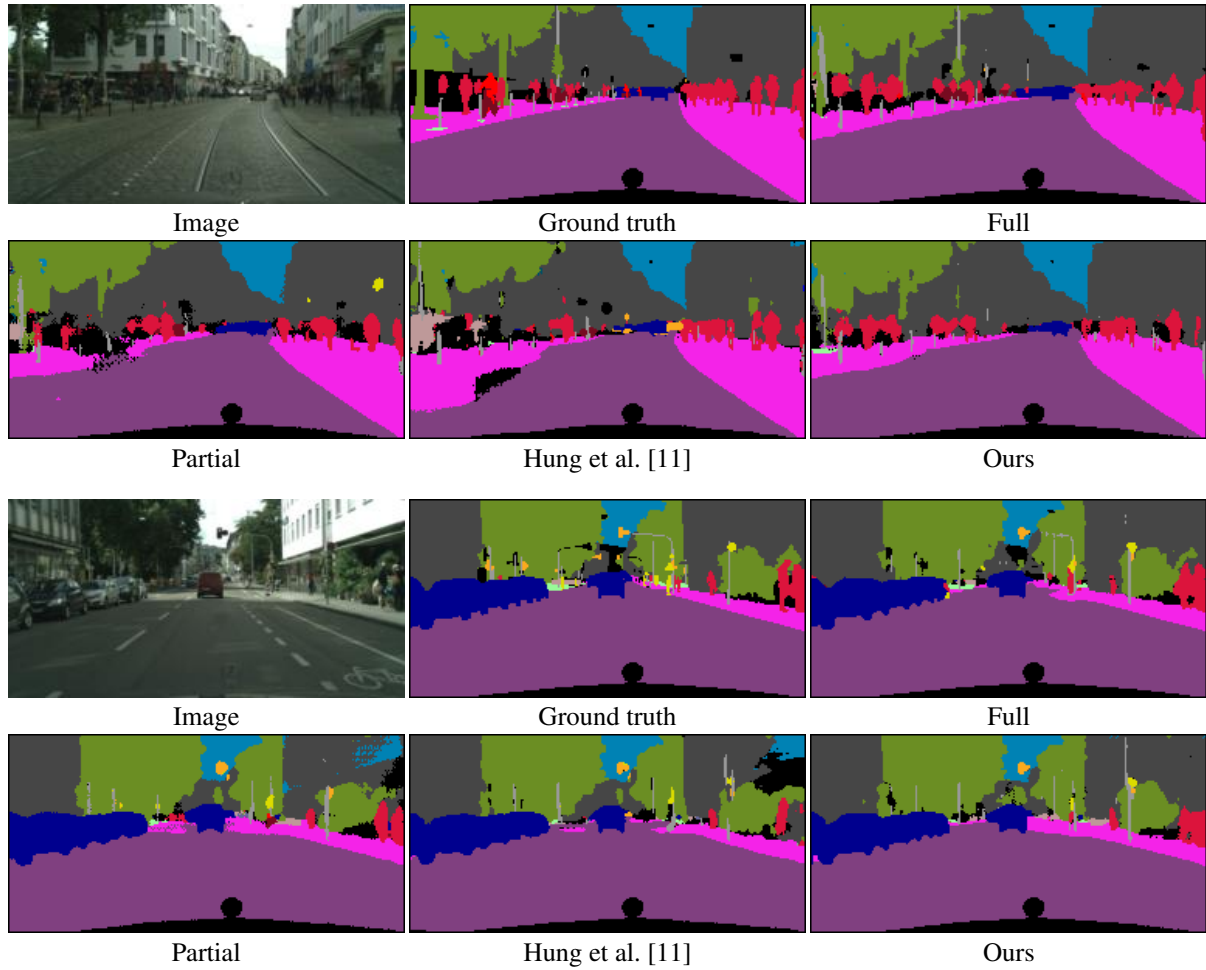 Image
Ground truth
Full
Partial
Hung et al. [11]
Ours
Image
Ground truth
Full
Partial
Hung et al. [11]
Ours